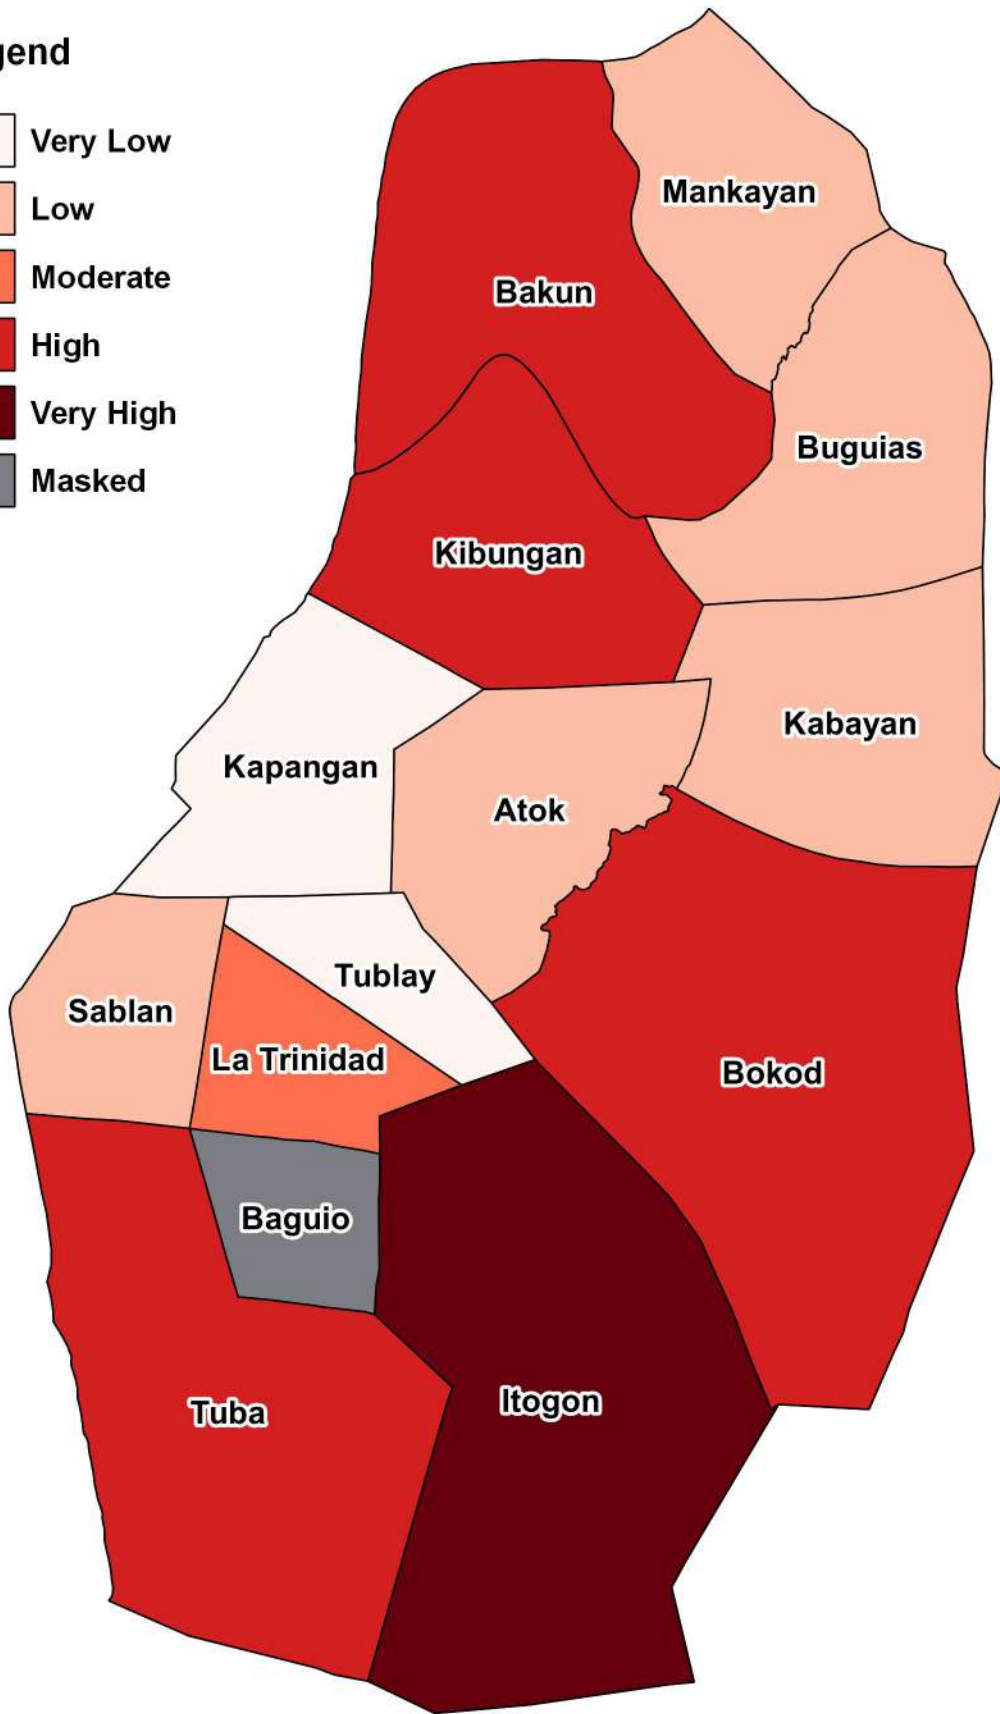 gend
Very Low
Low
Moderate
High
Very High
Masked
Mankayan
Bakun
Buguias
Kibungan
Kabayan
Kapangan
Atok
Tublay
Sablan
La Trinidad
Bokod
Baguio
Itogon
Tuba